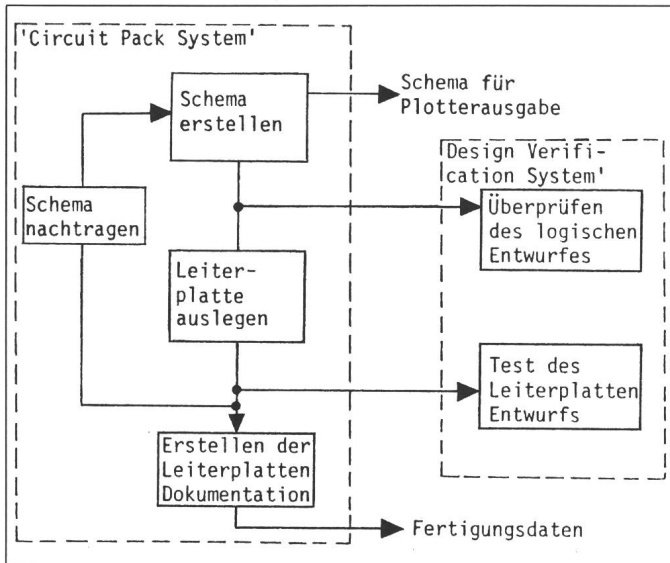 'Circuit Pack System'
Schema
erstellen
Schema für
Plotterausgabe
Design Verifi-
cation System'
Schema
nachtragen
Überprüfen
des logischen
Entwurfes
Leiter-
platte
auslegen
Test des
Leiterplatten
Entwurfs
Erstellen der
Leiterplatten
Dokumentation
Fertigungsdaten